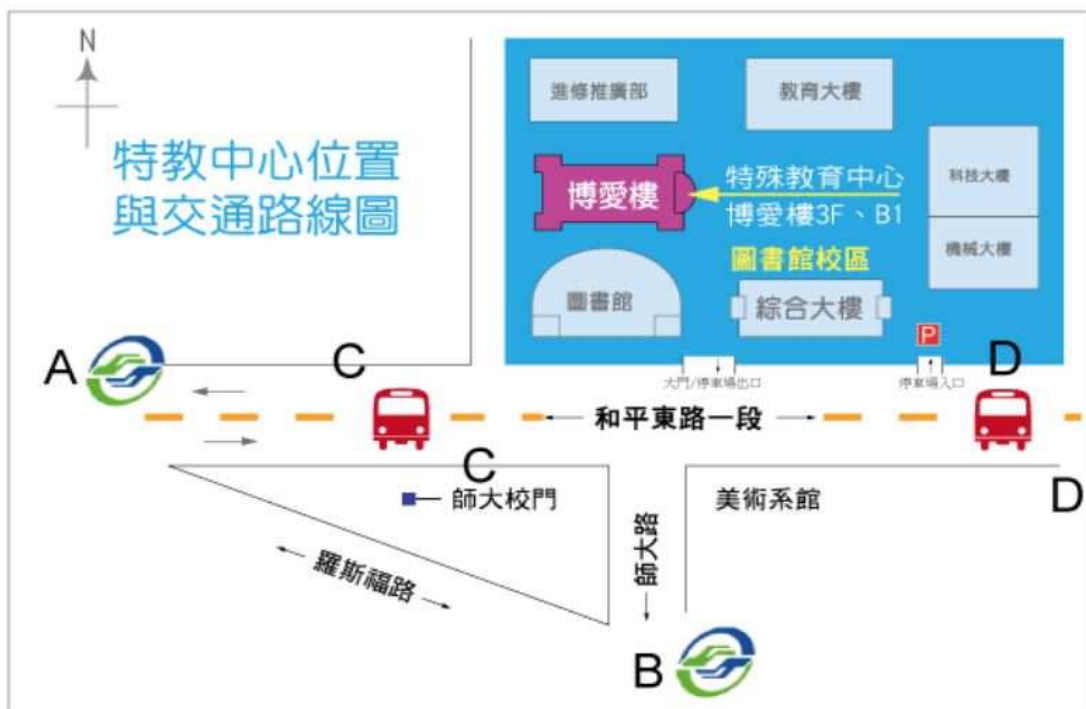 N
特教中心位置
與交通路線圖
進修推廣部
教育大樓
博愛樓
特殊教育中心
博愛樓3F、B1
科技大樓
機械大樓
圖書館校區
圖書館
綜合大樓
P
A
C
D
大門/停車場出口
停車場入口
和平東路一段
C
師大校門
美術系館
D
羅斯福路
師大路
B